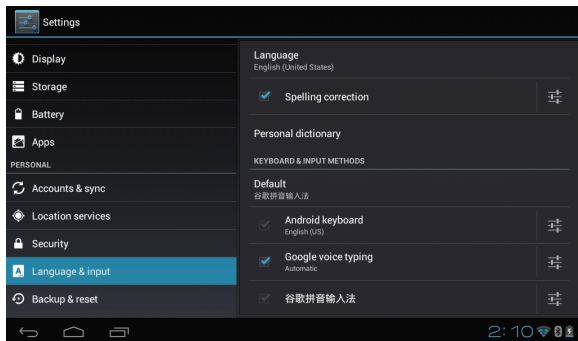 Settings
Display
Storage
Battery
Apps
PERSONAL
Accounts & sync
Location services
Security
Language & input
Backup & reset
Language
English (United States)
Spelling correction
Personal dictionary
KEYBOARD & INPUT METHODS
Default
谷歌拼音输入法
Android keyboard
English (US)
Google voice typing
Automatic
谷歌拼音输入法
2:10